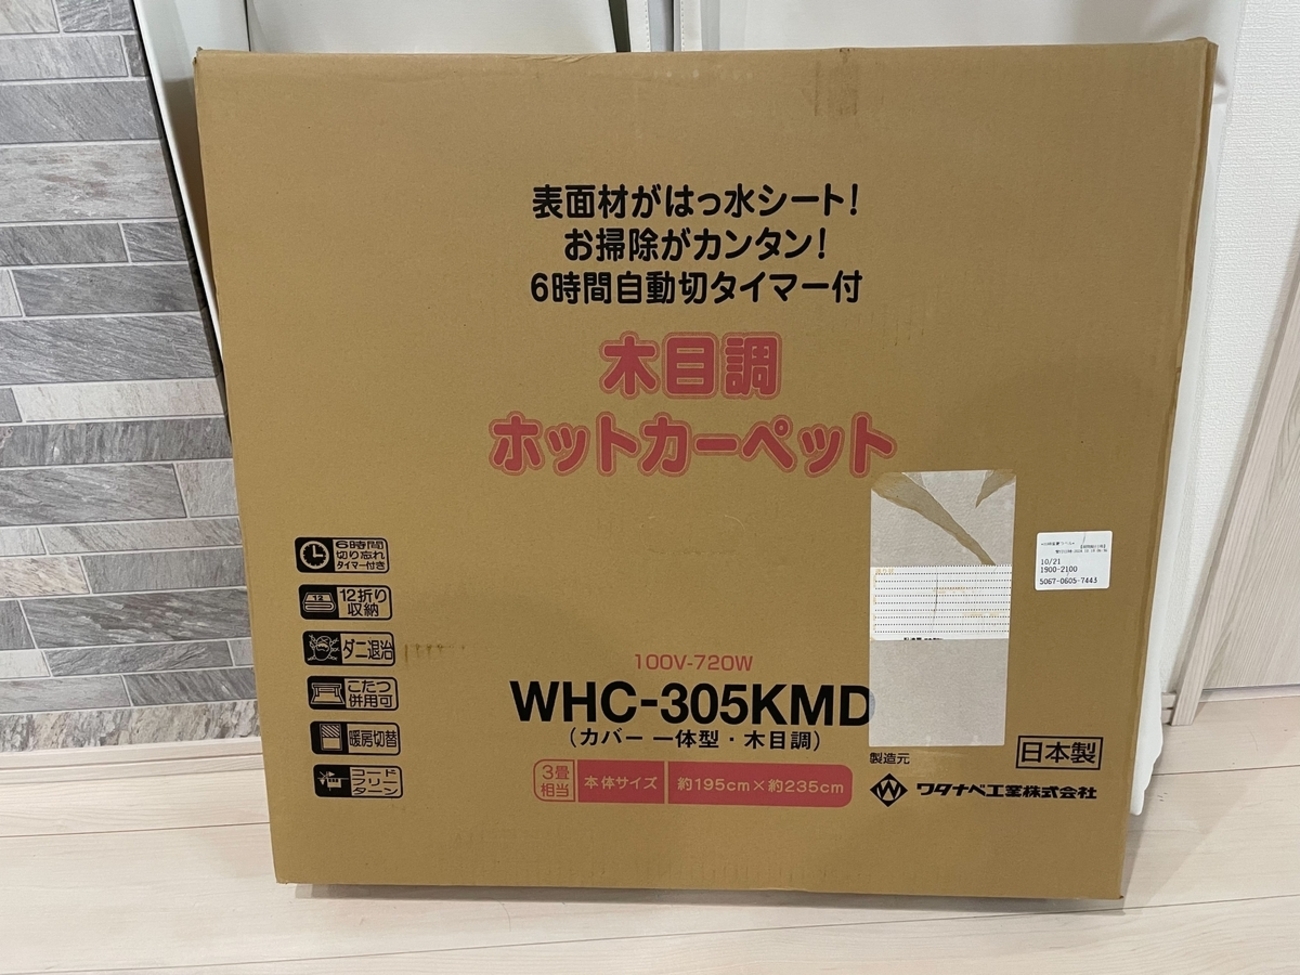 表面材がはっ水シート!
お掃除がカンタン!
6時間自動切タイマー付
木目調
ホットカーペット
6時間
切り忘れ
タイマー付き
12折り
収納
ダニ退治
こたつ
併用可
暖房切替
コード
フリー
ターン
100V-720W
WHC-305KMD
(カバー一体型・木目調)
3畳
相当
本体サイズ
約195cm×約235cm
10/21
1900-2100
5067-0605-7443
日本製
製造元
ワタナベ工業株式会社